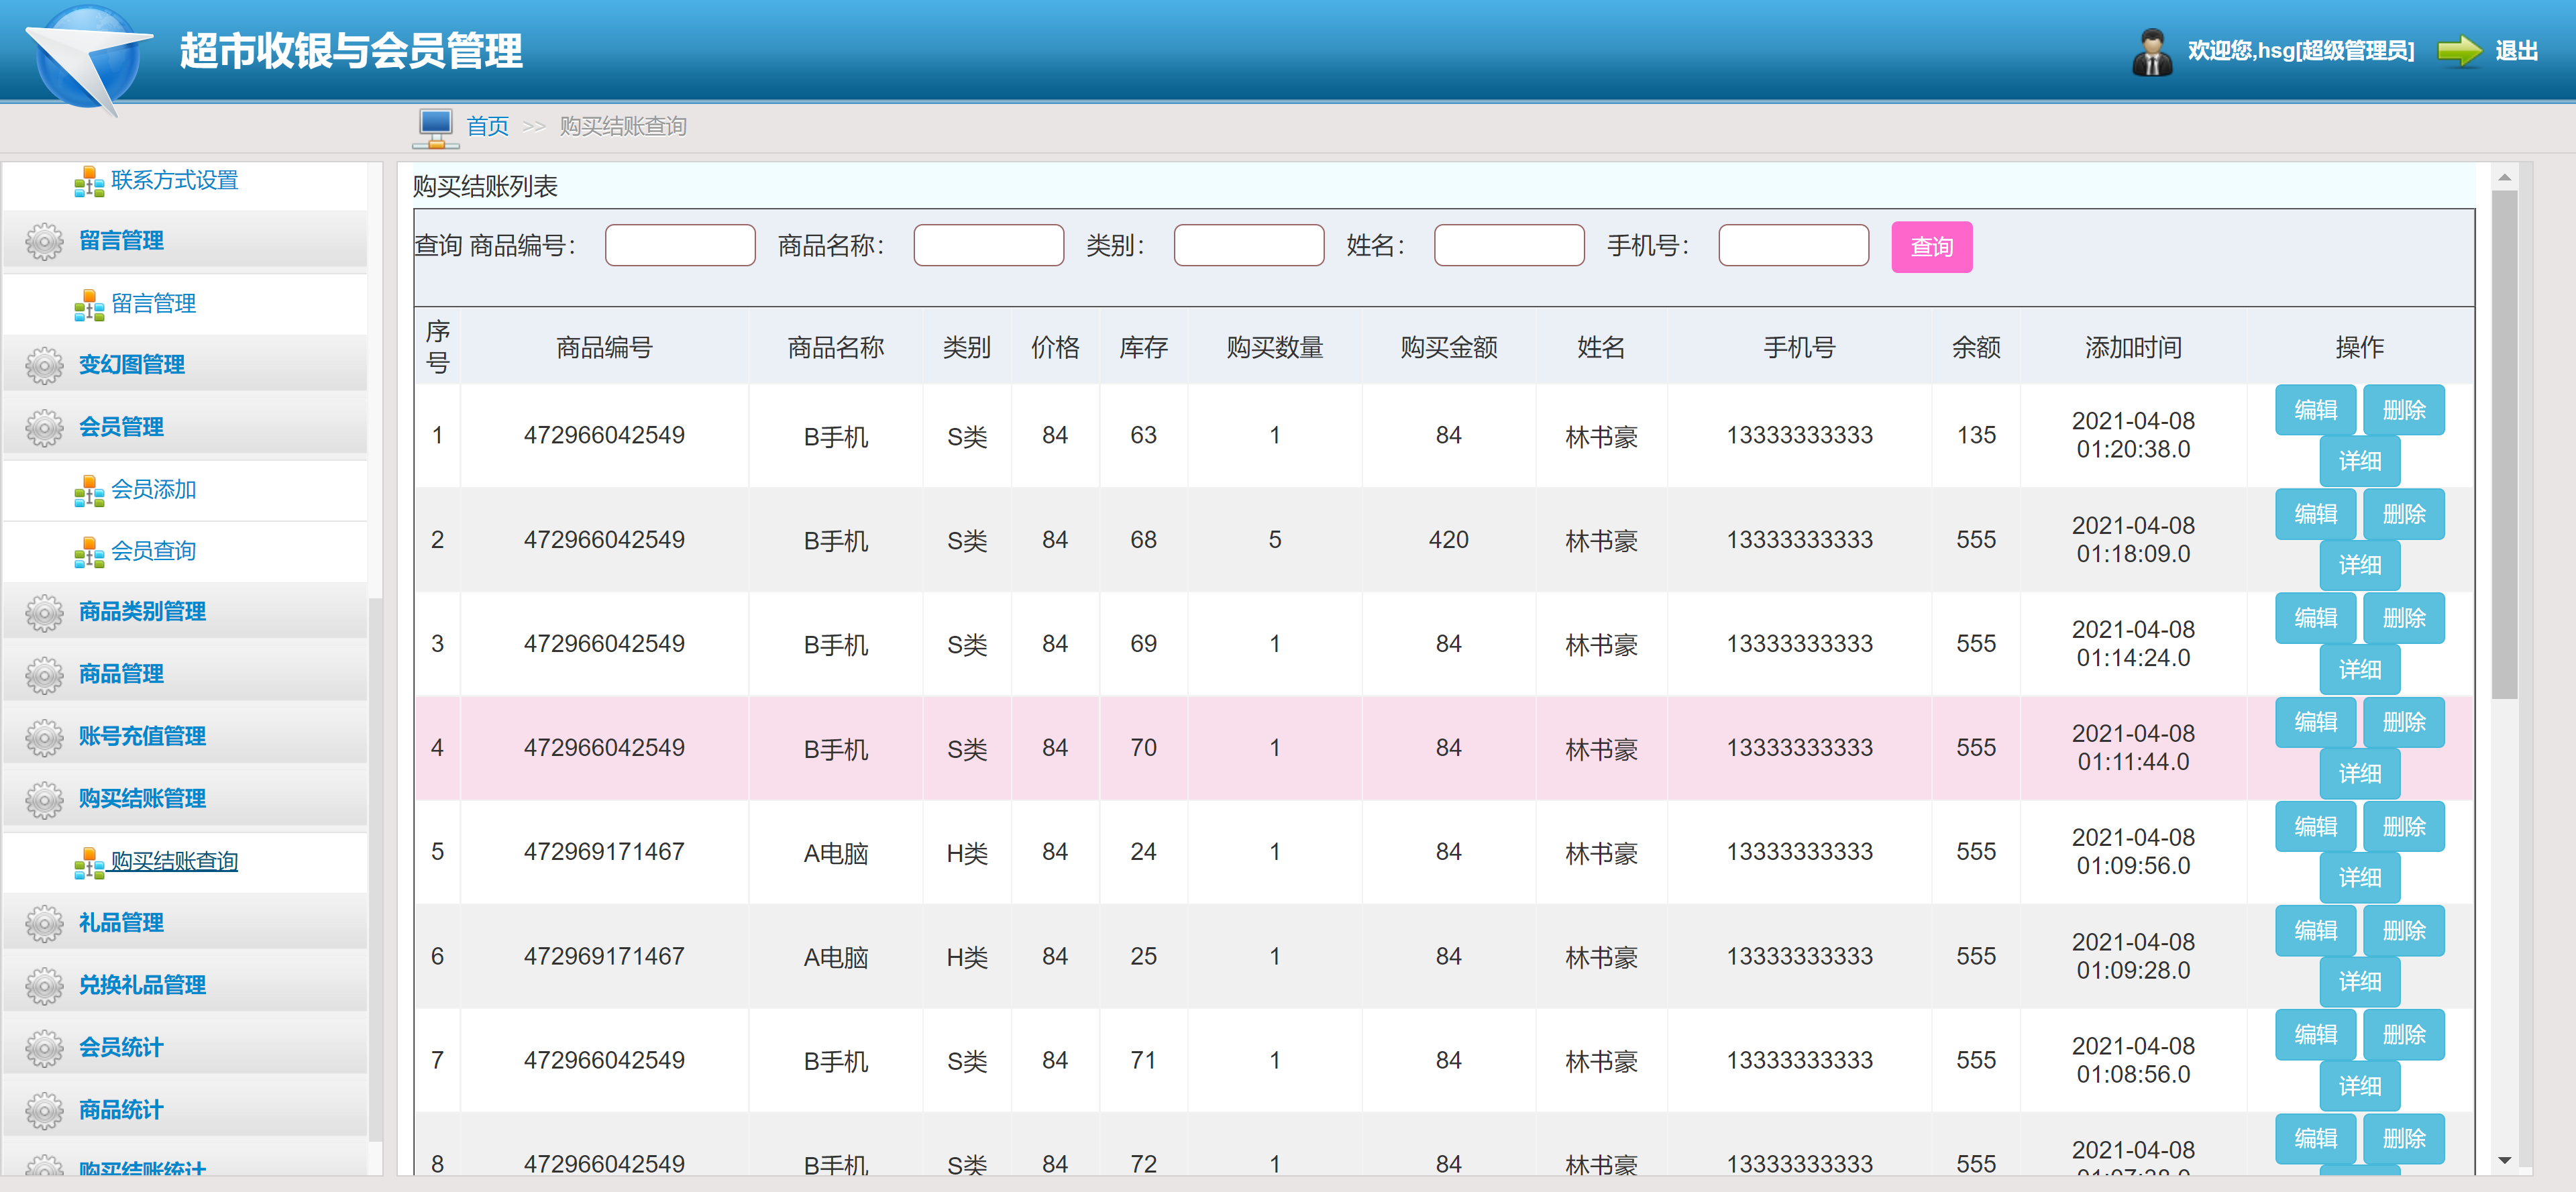 超市收银与会员管理
欢迎您,hsg[超级管理员] 退出
首页 >> 购买结账查询
联系方式设置
留言管理
留言管理
变幻图管理
会员管理
会员添加
会员查询
商品类别管理
商品管理
账号充值管理
购买结账管理
购买结账查询
礼品管理
兑换礼品管理
会员统计
商品统计
购买结账统计
购买结账列表
查询 商品编号： 商品名称： 类别： 姓名： 手机号： 查询
序号 商品编号 商品名称 类别 价格 库存 购买数量 购买金额 姓名 手机号 余额 添加时间 操作
1 472966042549 B手机 S类 84 63 1 84 林书豪 13333333333 135 2021-04-08 01:20:38.0 编辑 删除 详细
2 472966042549 B手机 S类 84 68 5 420 林书豪 13333333333 555 2021-04-08 01:18:09.0 编辑 删除 详细
3 472966042549 B手机 S类 84 69 1 84 林书豪 13333333333 555 2021-04-08 01:14:24.0 编辑 删除 详细
4 472966042549 B手机 S类 84 70 1 84 林书豪 13333333333 555 2021-04-08 01:11:44.0 编辑 删除 详细
5 472969171467 A电脑 H类 84 24 1 84 林书豪 13333333333 555 2021-04-08 01:09:56.0 编辑 删除 详细
6 472969171467 A电脑 H类 84 25 1 84 林书豪 13333333333 555 2021-04-08 01:09:28.0 编辑 删除 详细
7 472966042549 B手机 S类 84 71 1 84 林书豪 13333333333 555 2021-04-08 01:08:56.0 编辑 删除 详细
8 472966042549 B手机 S类 84 72 1 84 林书豪 13333333333 555 2021-04-08 编辑 删除